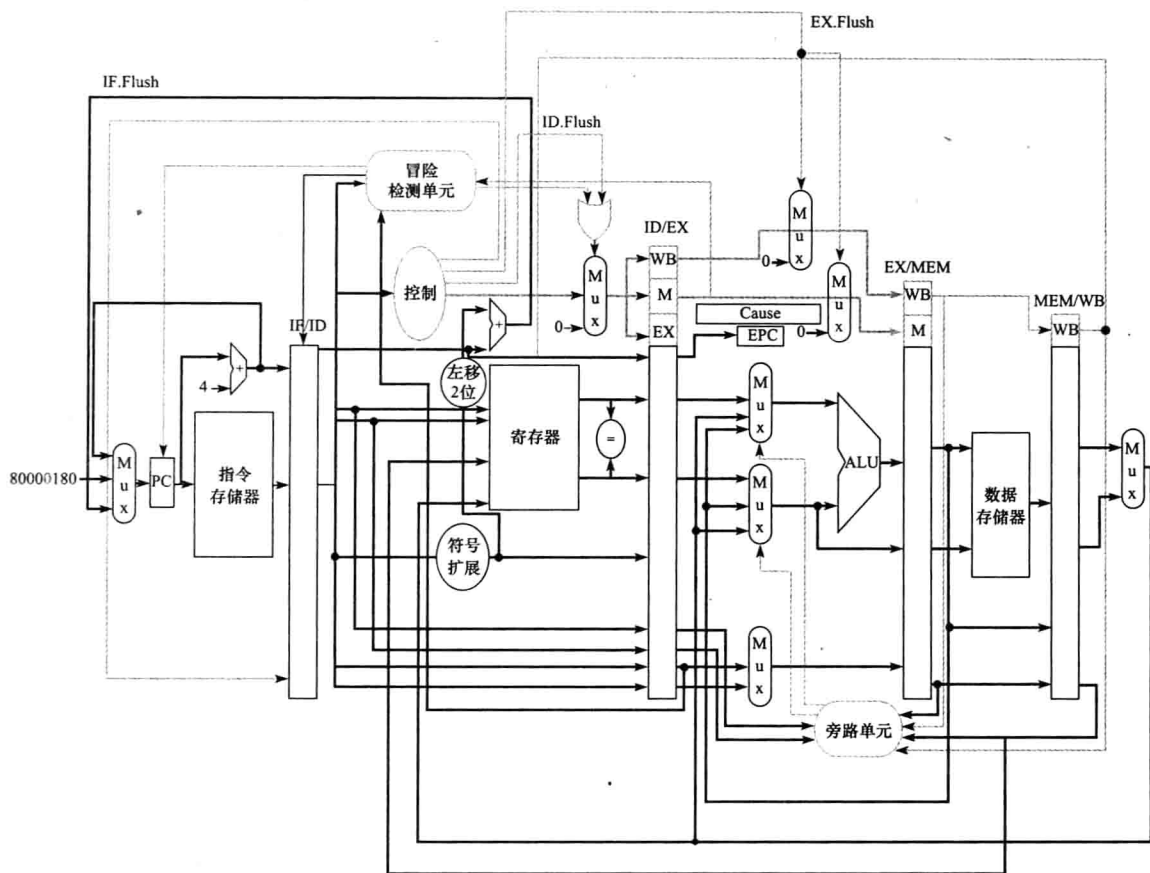 EX.Flush
IF.Flush
ID.Flush
冒险
检测单元
控制
M
u
x
0
ID/EX
WB
M
EX
M
u
x
0
M
u
x
0
Cause
EPC
EX/MEM
WB
M
MEM/WB
WB
IF/ID
+
4
+
左移
2位
80000180
M
u
x
PC
指令
存储器
寄存器
=
符号
扩展
M
u
x
M
u
x
ALU
数据
存储器
M
u
x
M
u
x
旁路单元